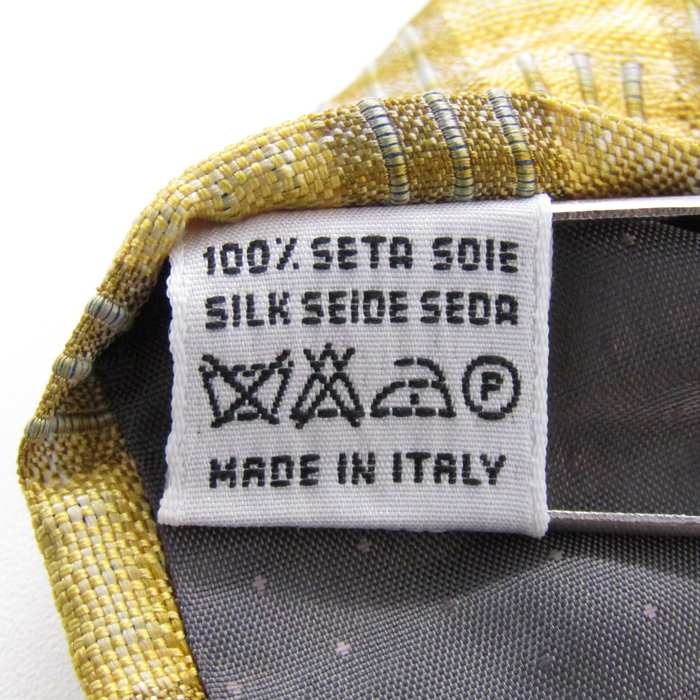 100% SETA SOIE
SILK SEIDE SEDA
P
MADE IN ITALY